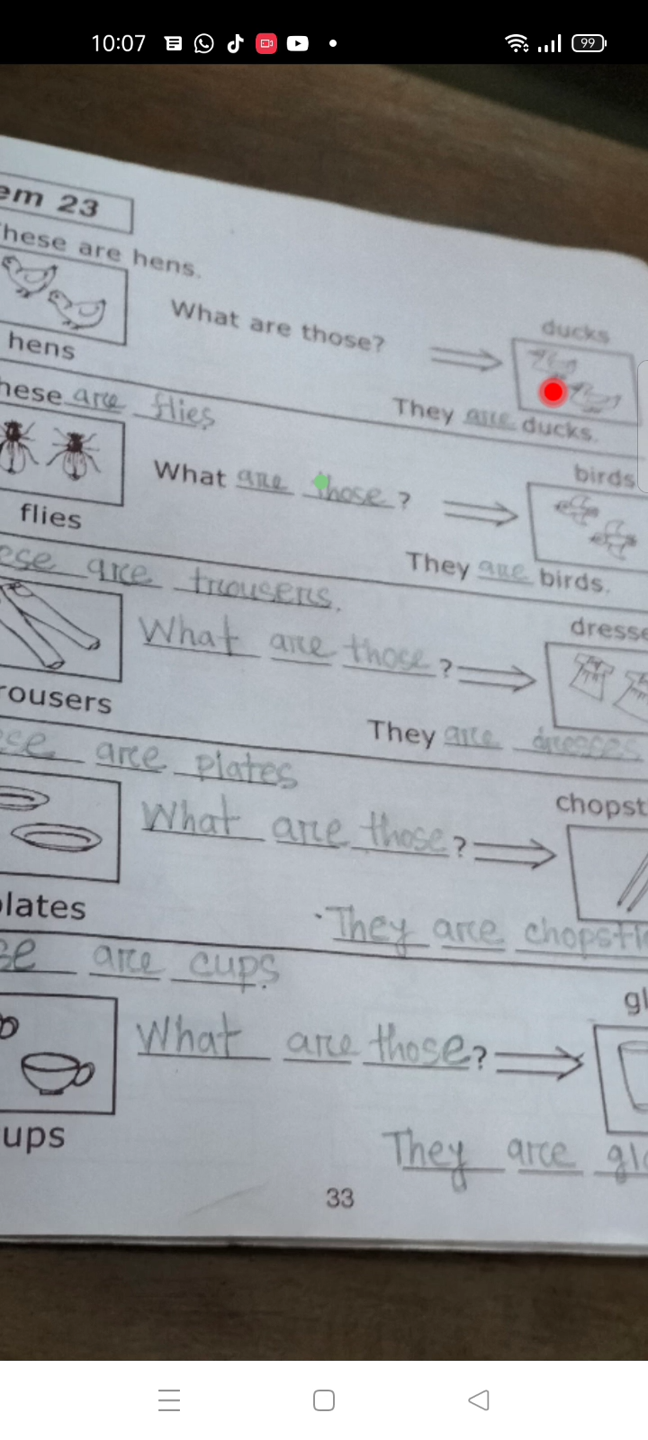 10:07
99
em 23
hese are hens.
What are those?
ducks
hens
They are ducks.
hese are flies
What are those ?
birds
flies
They are birds.
ese are trousers.
What are those ?
dresse
rousers
They are dresses
se are plates
What are those ?
chopst
lates
They are chopsti
se are cups
What are those ?
gl
ups
They are gla
33